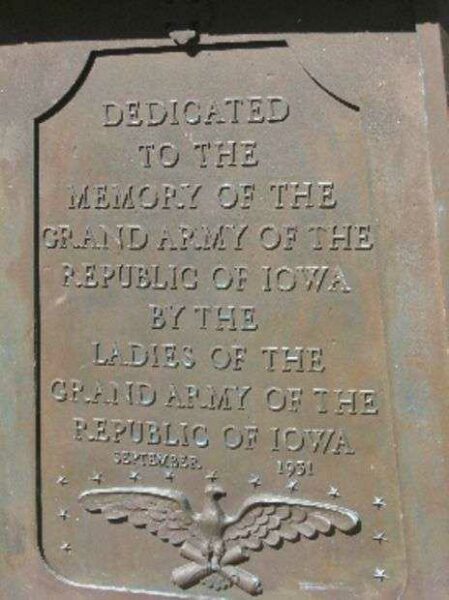 DEDICATED
TO THE
MEMORY OF THE
GRAND ARMY OF THE
REPUBLIC OF IOWA
BY THE
LADIES OF THE
GRAND ARMY OF THE
REPUBLIC OF IOWA
SEPTEMBER 1931